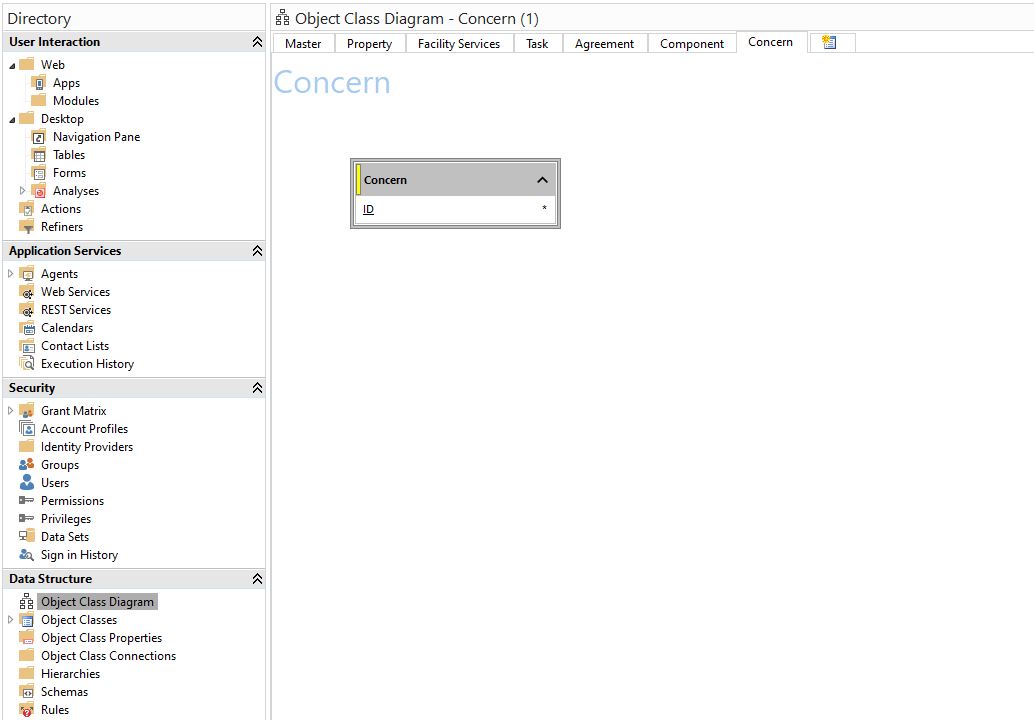 Directory
User Interaction
Web
Apps
Modules
Desktop
Navigation Pane
Tables
Forms
Analyses
Actions
Refiners
Application Services
Agents
Web Services
REST Services
Calendars
Contact Lists
Execution History
Security
Grant Matrix
Account Profiles
Identity Providers
Groups
Users
Permissions
Privileges
Data Sets
Sign in History
Data Structure
Object Class Diagram
Object Classes
Object Class Properties
Object Class Connections
Hierarchies
Schemas
Rules
Object Class Diagram - Concern (1)
Master Property Facility Services Task Agreement Component Concern
Concern
Concern
ID *